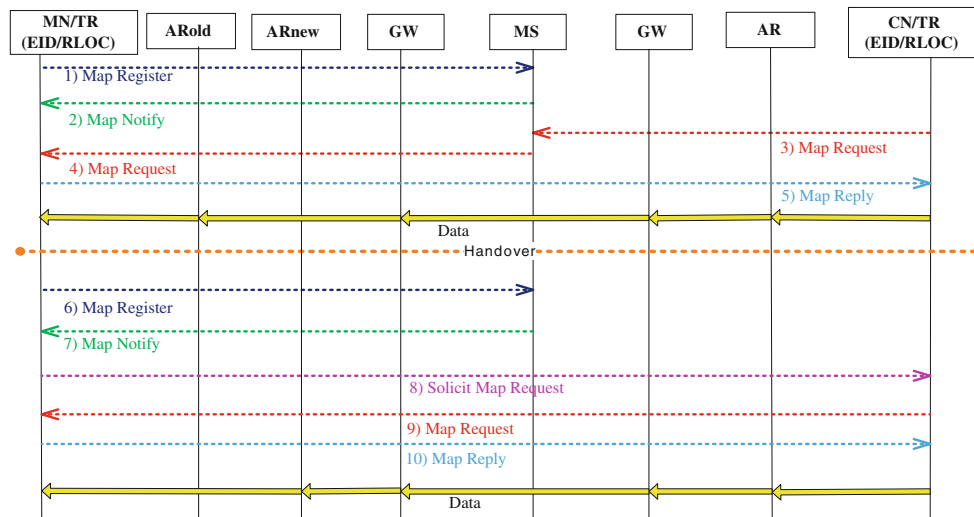 MN/TR
(EID/RLOC)
ARold
ARnew
GW
MS
GW
AR
CN/TR
(EID/RLOC)
1) Map Register
2) Map Notify
3) Map Request
4) Map Request
5) Map Reply
Data
Handover
6) Map Register
7) Map Notify
8) Solicit Map Request
9) Map Request
10) Map Reply
Data